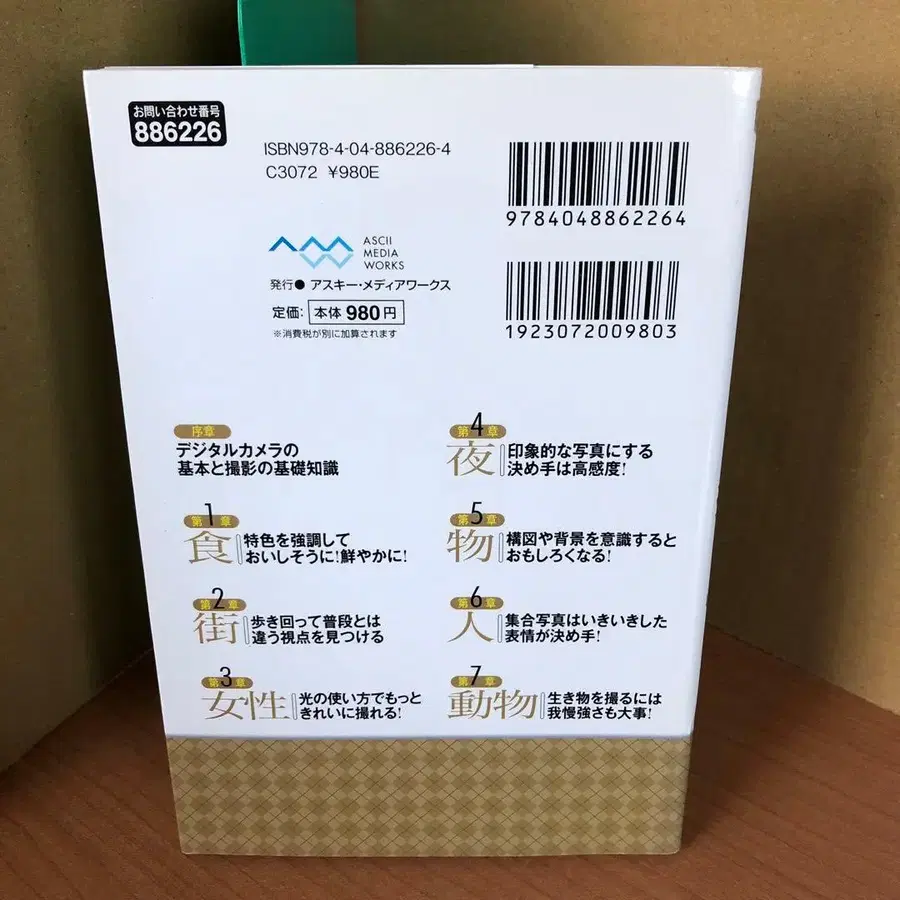 お問い合わせ番号
886226
ISBN978-4-04-886226-4
C3072 ¥980E
9784048862264
1923072009803
ASCII
MEDIA
WORKS
発行● アスキー・メディアワークス
定価: 本体 980 円
※消費税が別に加算されます
序章
デジタルカメラの
基本と撮影の基礎知識
第1章
食
特色を強調して
おいしそうに!鮮やかに!
第2章
街
歩き回って普段とは
違う視点を見つける
第3章
女性
光の使い方でもっと
きれいに撮れる!
第4章
夜
印象的な写真にする
決め手は高感度!
第5章
物
構図や背景を意識すると
おもしろくなる!
第6章
人
集合写真はいきいきした
表情が決め手!
第7章
動物
生き物を撮るには
我慢強さも大事!